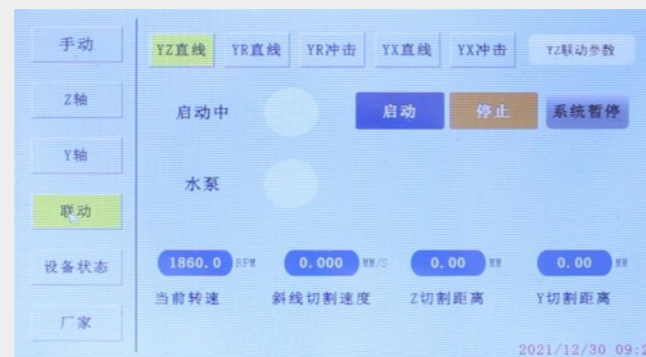 手动
Z轴
Y轴
联动
设备状态
厂家
YZ直线 YR直线 YR冲击 YX直线 YX冲击 YZ联动参数
启动中 启动 停止 系统暂停
水泵
1860.0 RPM 0.000 MM/S 0.00 MM 0.00 MM
当前转速 斜线切割速度 Z切割距离 Y切割距离
2021/12/30 09:2